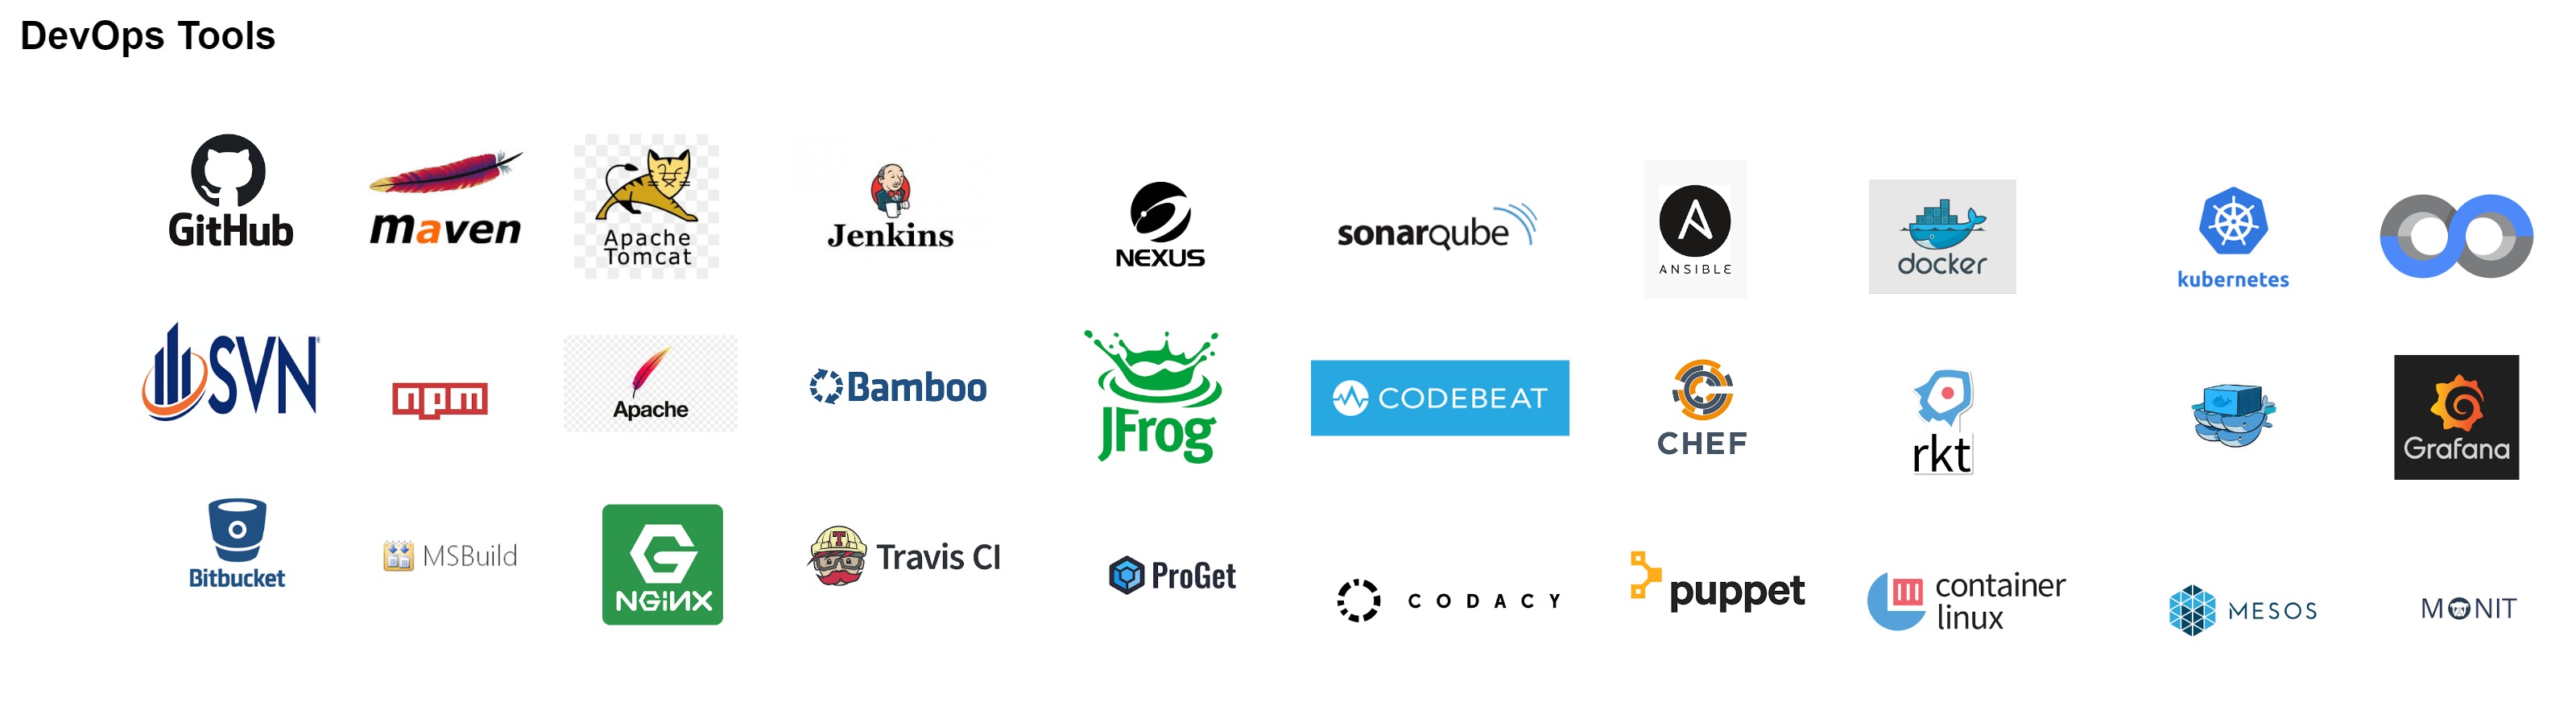 DevOps Tools
GitHub
maven
Apache
Tomcat
Jenkins
NEXUS
sonarqube
ANSIBLE
docker
kubernetes
SVN
npm
Apache
Bamboo
JFrog
CODEBEAT
CHEF
rkt
Grafana
Bitbucket
MSBuild
NGiNX
T
Travis CI
ProGet
CODACY
puppet
container
linux
MESOS
MONIT